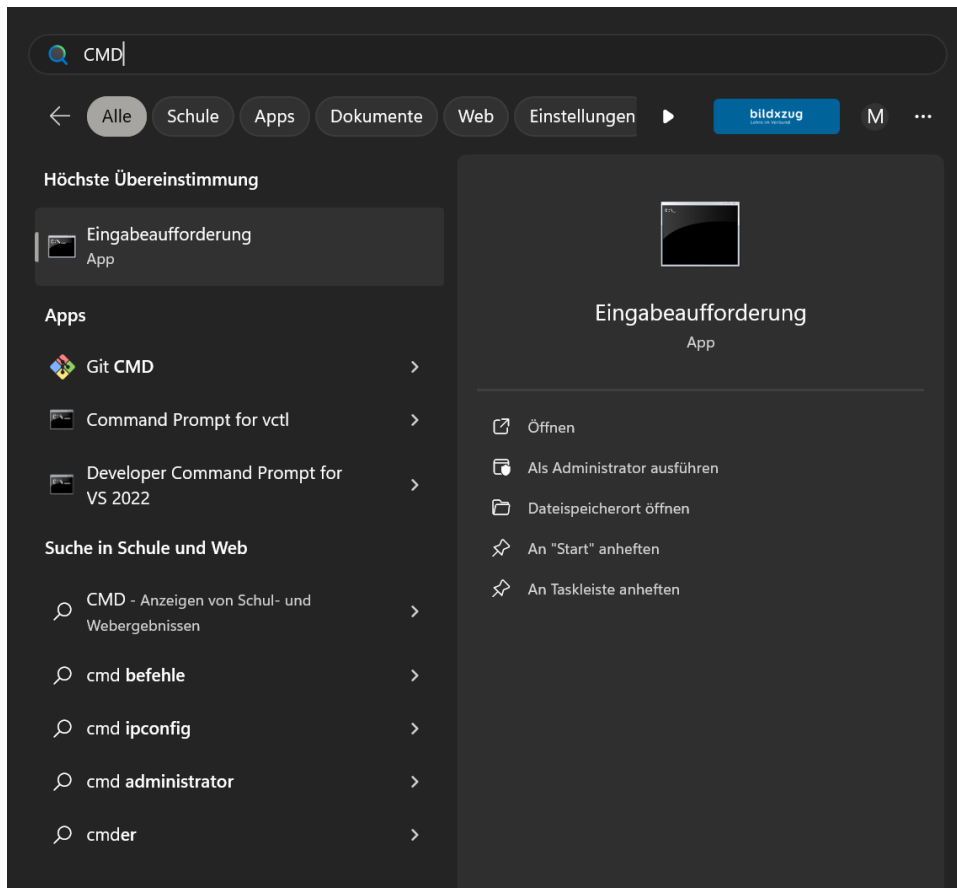 CMD
Alle
Schule
Apps
Dokumente
Web
Einstellungen
bildxzug
Lehre im Verbund
M
Höchste Übereinstimmung
Eingabeaufforderung
App
Apps
Git CMD
Command Prompt for vctl
Developer Command Prompt for
VS 2022
Suche in Schule und Web
CMD - Anzeigen von Schul- und
Webergebnissen
cmd befehle
cmd ipconfig
cmd administrator
cmder
Eingabeaufforderung
App
Öffnen
Als Administrator ausführen
Dateispeicherort öffnen
An "Start" anheften
An Taskleiste anheften